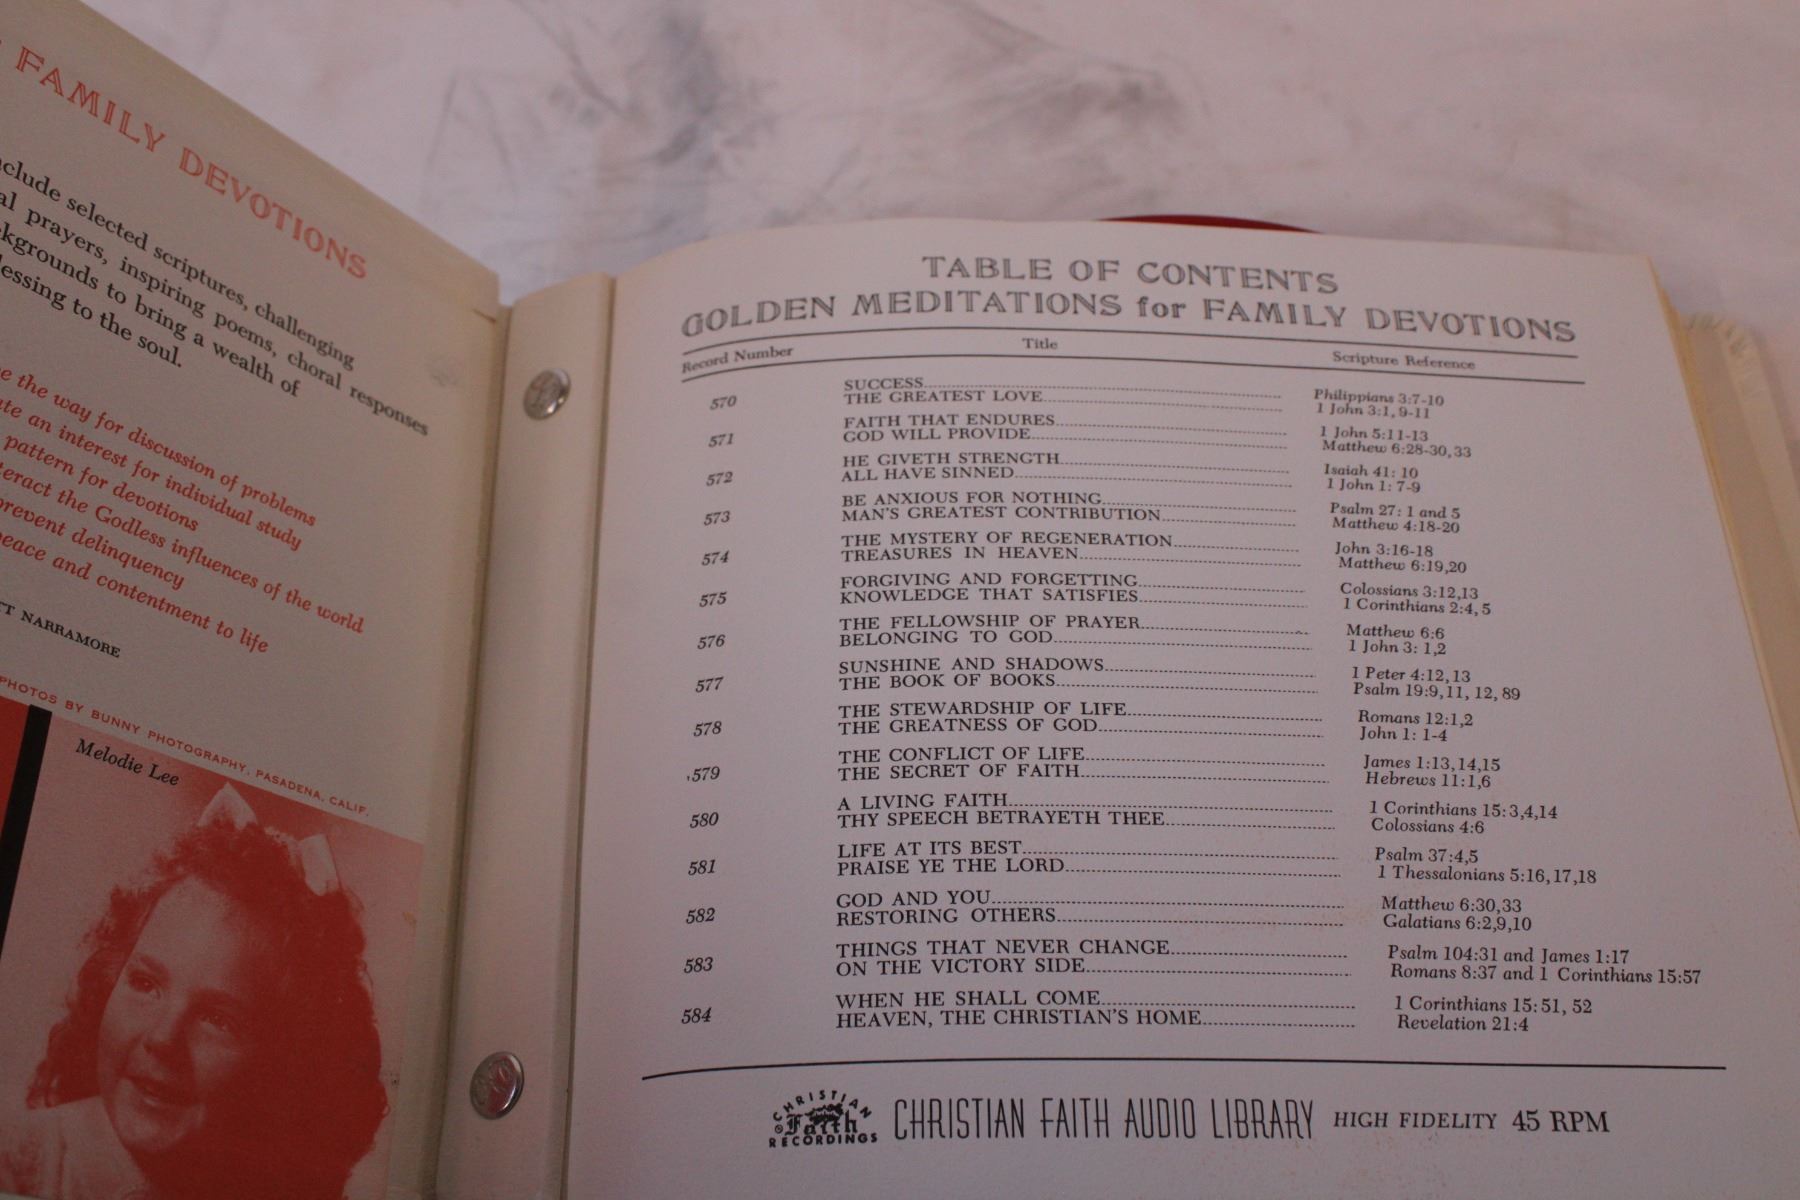 FAMILY DEVOTIONS
selected scriptures, challenging
prayers, inspiring poems, choral responses
to bring a wealth of
to the soul.
the way for discussion of problems
an interest for individual study
pattern for devotions
the Godless influences of the world
prevent delinquency
peace and contentment to life
NARRAMORE
PHOTOS BY BUNNY PHOTOGRAPHY, PASADENA, CALIF.
Melodie Lee
TABLE OF CONTENTS
GOLDEN MEDITATIONS for FAMILY DEVOTIONS
Record Number Title Scripture Reference
570 SUCCESS Philippians 3:7-10
THE GREATEST LOVE 1 John 3:1, 9-11
571 FAITH THAT ENDURES 1 John 5:11-13
GOD WILL PROVIDE Matthew 6:28-30, 33
572 HE GIVETH STRENGTH Isaiah 41: 10
ALL HAVE SINNED 1 John 1: 7-9
573 BE ANXIOUS FOR NOTHING Psalm 27: 1 and 5
MAN'S GREATEST CONTRIBUTION Matthew 4:18-20
574 THE MYSTERY OF REGENERATION John 3:16-18
TREASURES IN HEAVEN Matthew 6:19,20
575 FORGIVING AND FORGETTING Colossians 3:12,13
KNOWLEDGE THAT SATISFIES 1 Corinthians 2:4, 5
576 THE FELLOWSHIP OF PRAYER Matthew 6:6
BELONGING TO GOD 1 John 3: 1,2
577 SUNSHINE AND SHADOWS 1 Peter 4:12,13
THE BOOK OF BOOKS Psalm 19:9,11, 12, 89
578 THE STEWARDSHIP OF LIFE Romans 12:1,2
THE GREATNESS OF GOD John 1: 1-4
579 THE CONFLICT OF LIFE James 1:13,14,15
THE SECRET OF FAITH Hebrews 11:1,6
580 A LIVING FAITH 1 Corinthians 15: 3,4,14
THY SPEECH BETRAYETH THEE Colossians 4:6
581 LIFE AT ITS BEST Psalm 37:4,5
PRAISE YE THE LORD 1 Thessalonians 5:16,17,18
582 GOD AND YOU Matthew 6:30,33
RESTORING OTHERS Galatians 6:2,9,10
583 THINGS THAT NEVER CHANGE Psalm 104:31 and James 1:17
ON THE VICTORY SIDE Romans 8:37 and 1 Corinthians 15:57
584 WHEN HE SHALL COME 1 Corinthians 15: 51, 52
HEAVEN, THE CHRISTIAN'S HOME Revelation 21:4
CHRISTIAN Faith RECORDINGS
CHRISTIAN FAITH AUDIO LIBRARY HIGH FIDELITY 45 RPM